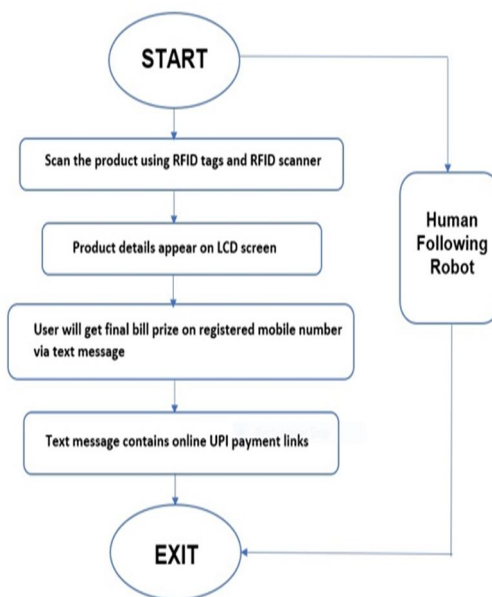 START
Scan the product using RFID tags and RFID scanner
Product details appear on LCD screen
User will get final bill prize on registered mobile number
via text message
Text message contains online UPI payment links
EXIT
Human
Following
Robot